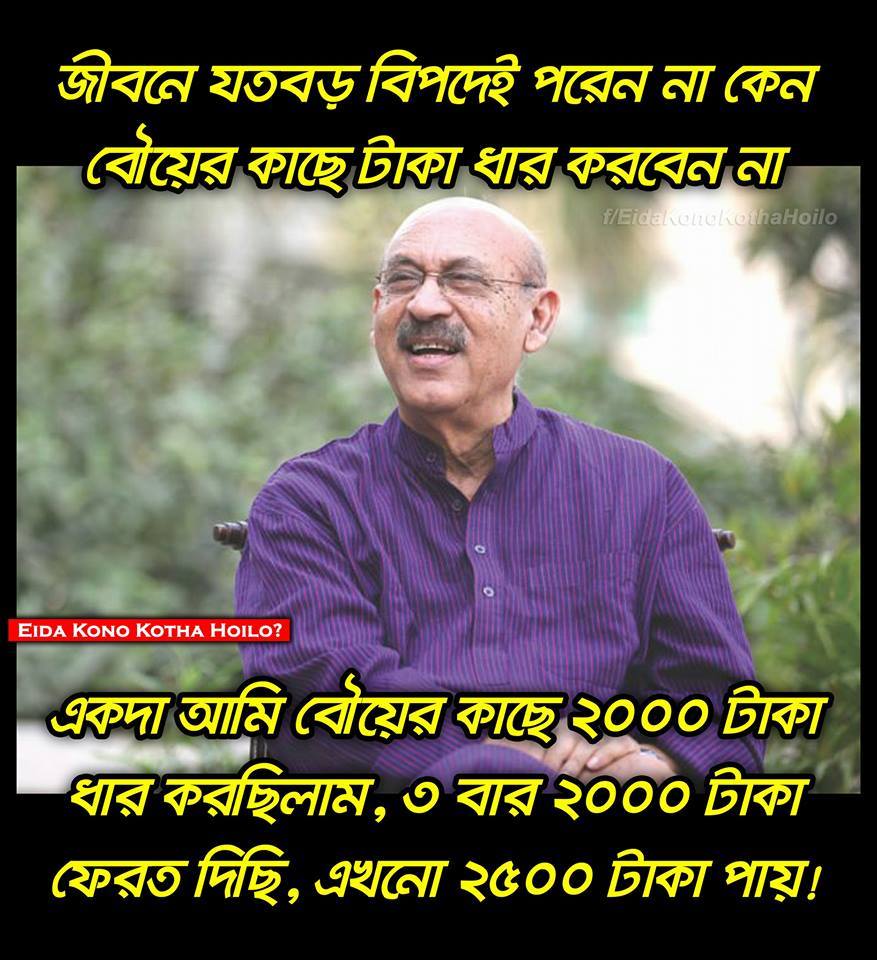 জীবনে যতবড় বিপদেই পরেন না কেন
বৌয়ের কাছে টাকা ধার করবেন না
f/EidaKonoKothaHoilo
EIDA KONO KOTHA HOILO?
একদা আমি বৌয়ের কাছে ২০০০ টাকা
ধার করছিলাম, ৩ বার ২০০০ টাকা
ফেরত দিছি, এখনো ২৫০০ টাকা পায়!